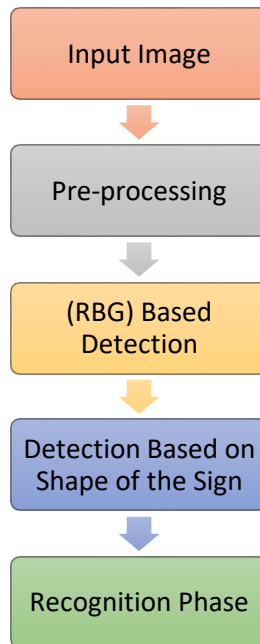 Input Image
Pre-processing
(RBG) Based
Detection
Detection Based on
Shape of the Sign
Recognition Phase